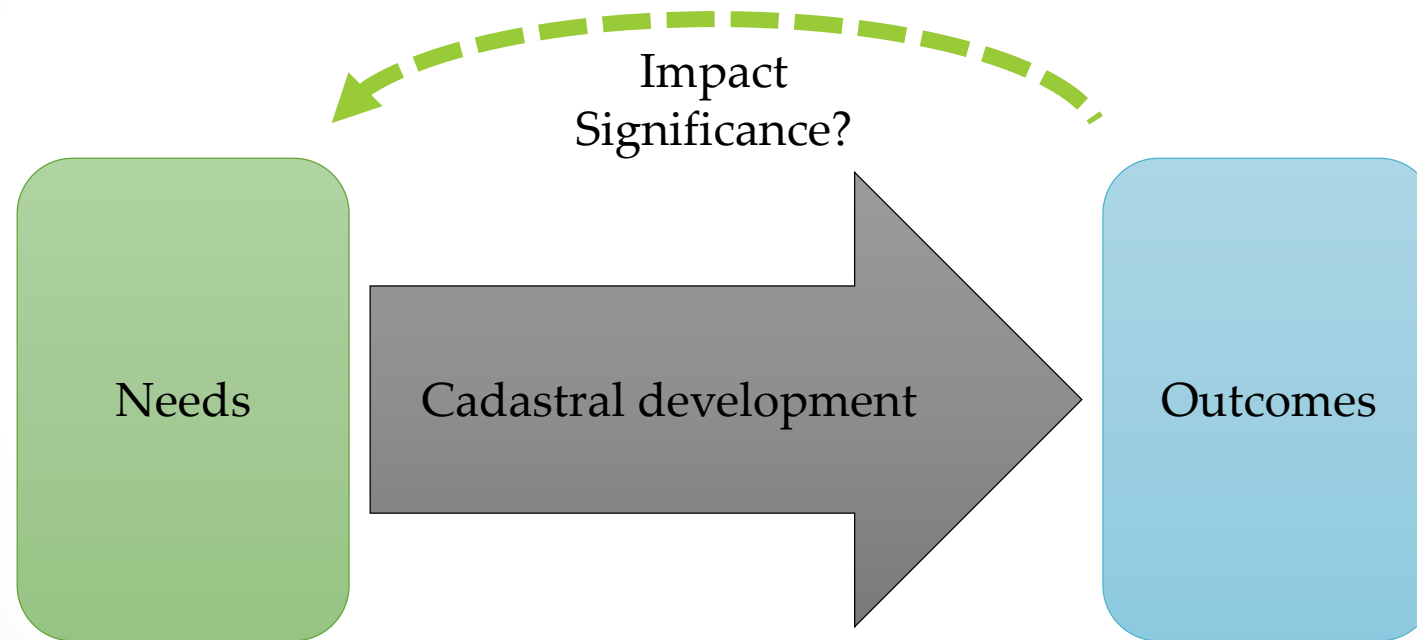 Impact
Significance?
Needs
Cadastral development
Outcomes